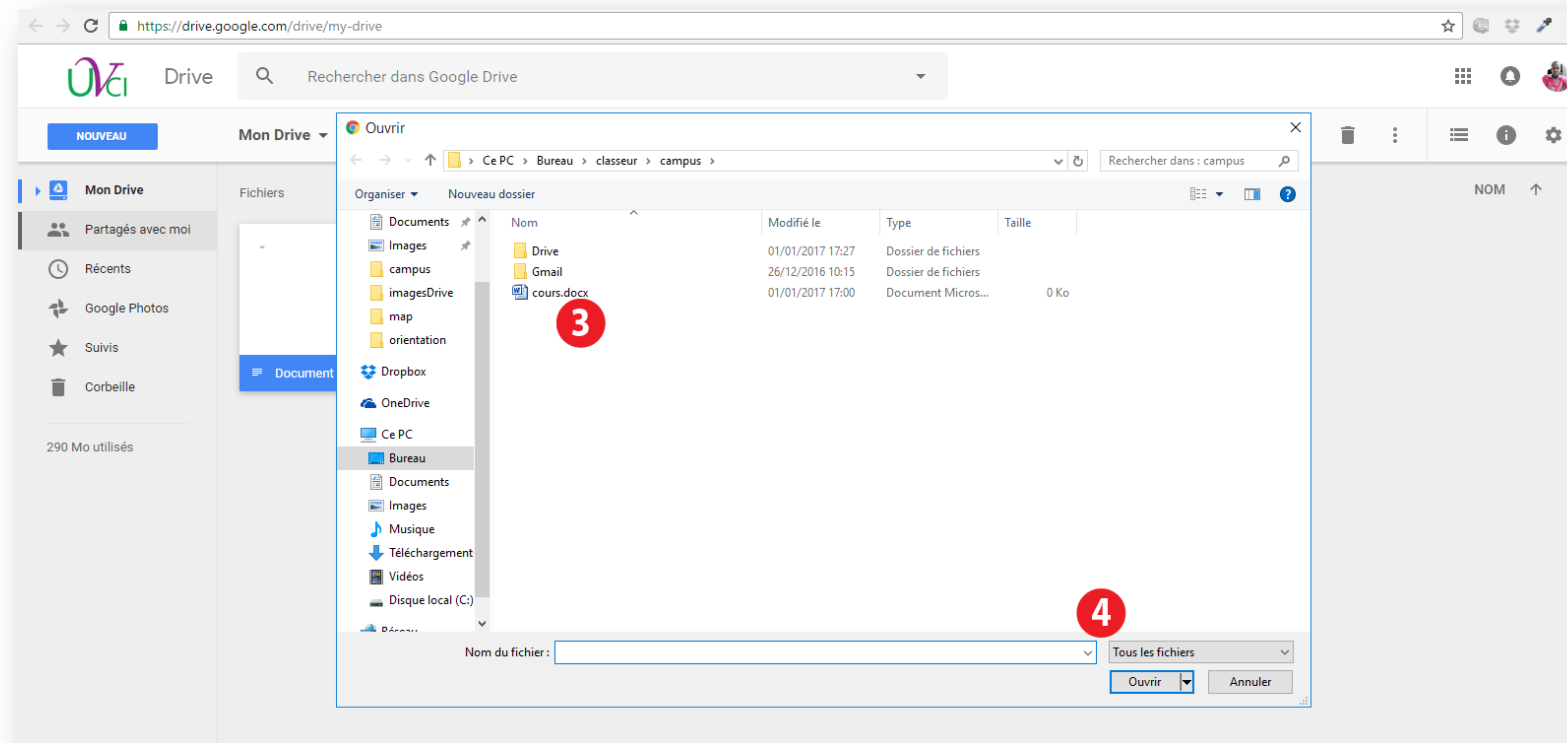 https://drive.google.com/drive/my-drive
UVCI Drive Rechercher dans Google Drive
NOUVEAU Mon Drive
Ouvrir
Ce PC > Bureau > classeur > campus > Rechercher dans : campus
Organiser Nouveau dossier
Mon Drive
Partagés avec moi
Récents
Google Photos
Suivis
Corbeille
290 Mo utilisés
Fichiers
Document
NOM
Documents
Images
campus
imagesDrive
map
orientation
Dropbox
OneDrive
Ce PC
Bureau
Documents
Images
Musique
Téléchargement
Vidéos
Disque local (C:)
Réseau
Nom Modifié le Type Taille
Drive 01/01/2017 17:27 Dossier de fichiers
Gmail 26/12/2016 10:15 Dossier de fichiers
cours.docx 01/01/2017 17:00 Document Micros... 0 Ko
3
4
Nom du fichier : Tous les fichiers
Ouvrir Annuler